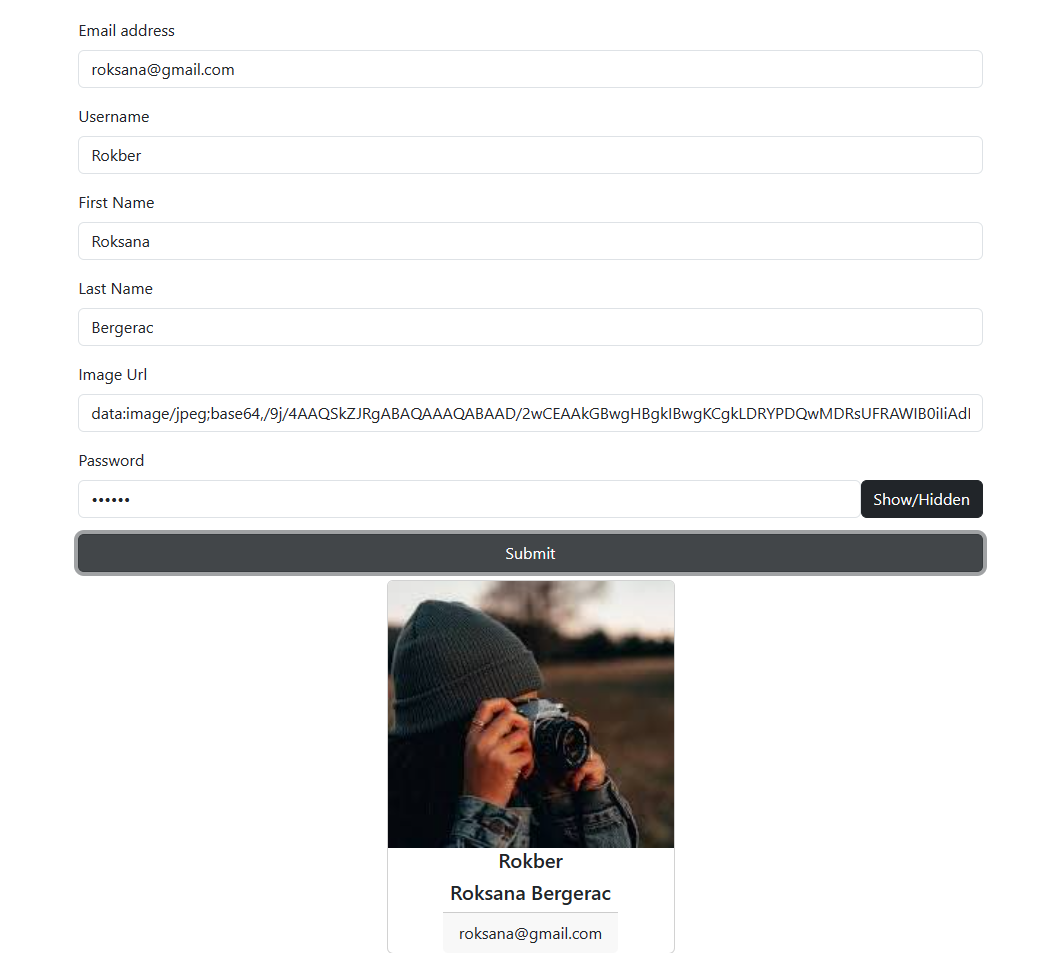 Email address
roksana@gmail.com
Username
Rokber
First Name
Roksana
Last Name
Bergerac
Image Url
data:image/jpeg;base64,/9j/4AAQSkZJRgABAQAAAQABAAD/2wCEAAkGBwgHBgkIBwgKCgkLDRYPDQwMDRsUFRAWIB0iIiAdI
Password
••••••
Show/Hidden
Submit
Rokber
Roksana Bergerac
roksana@gmail.com